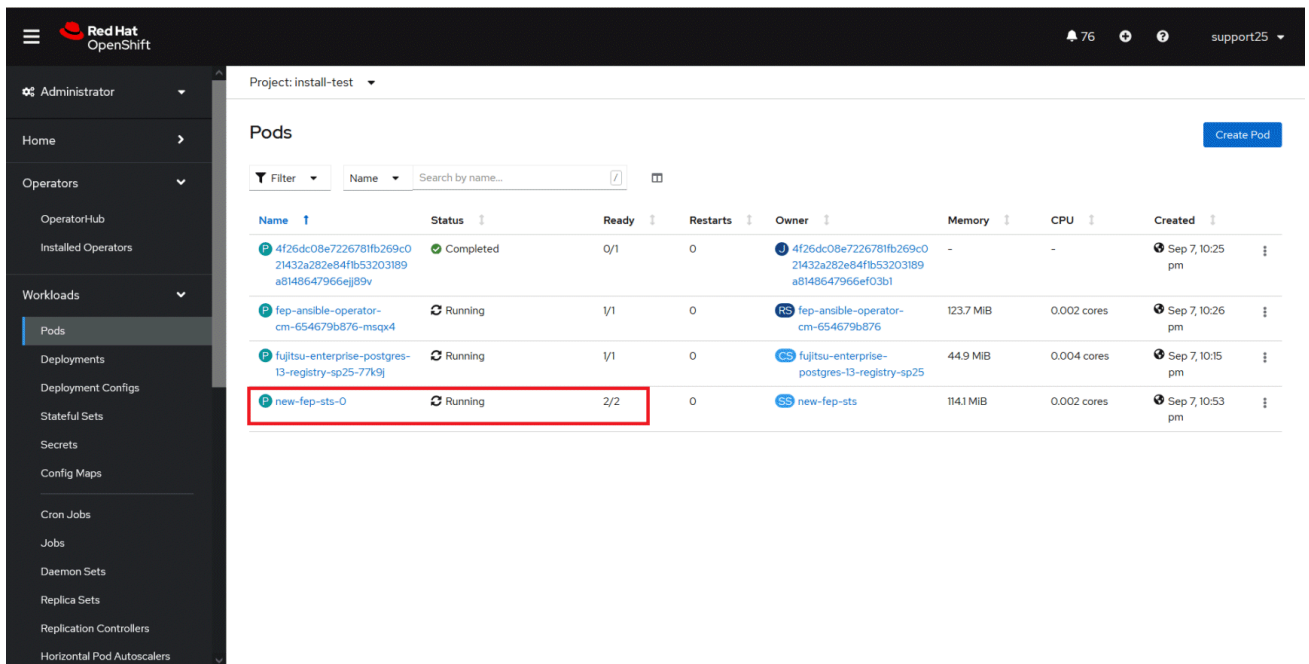 Red Hat
OpenShift
76
support25
Administrator
Project: install-test
Home
Pods
Create Pod
Operators
Filter
Name
Search by name...
/
OperatorHub
Name
Status
Ready
Restarts
Owner
Memory
CPU
Created
Installed Operators
P 4f26dc08e7226781fb269c0
21432a282e84f1b53203189
a8148647966ejj89v
Completed
0/1
0
J 4f26dc08e7226781fb269c0
21432a282e84f1b53203189
a8148647966ef03b1
-
-
Sep 7, 10:25
pm
Workloads
P fep-ansible-operator-
cm-654679b876-msqx4
Running
1/1
0
RS fep-ansible-operator-
cm-654679b876
123.7 MiB
0.002 cores
Sep 7, 10:26
pm
Pods
Deployments
P fujitsu-enterprise-postgres-
13-registry-sp25-77k9j
Running
1/1
0
CS fujitsu-enterprise-
postgres-13-registry-sp25
44.9 MiB
0.004 cores
Sep 7, 10:15
pm
Deployment Configs
P new-fep-sts-0
Running
2/2
0
SS new-fep-sts
114.1 MiB
0.002 cores
Sep 7, 10:53
pm
Stateful Sets
Secrets
Config Maps
Cron Jobs
Jobs
Daemon Sets
Replica Sets
Replication Controllers
Horizontal Pod Autoscalers